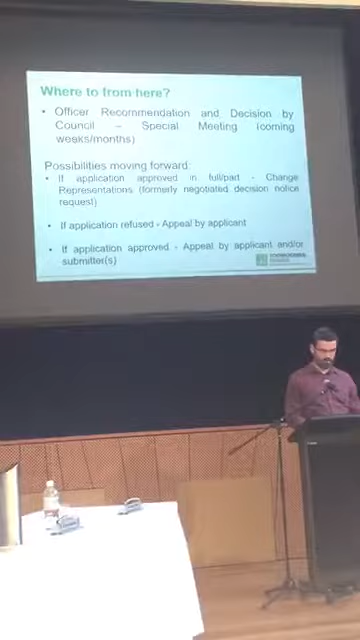 Where to from here?
• Officer Recommendation and Decision by
Council – Special Meeting (coming
weeks/months)
Possibilities moving forward:
• If application approved in full/part - Change
Representations (formerly negotiated decision notice
request)
• If application refused - Appeal by applicant
• If application approved - Appeal by applicant and/or
submitter(s)